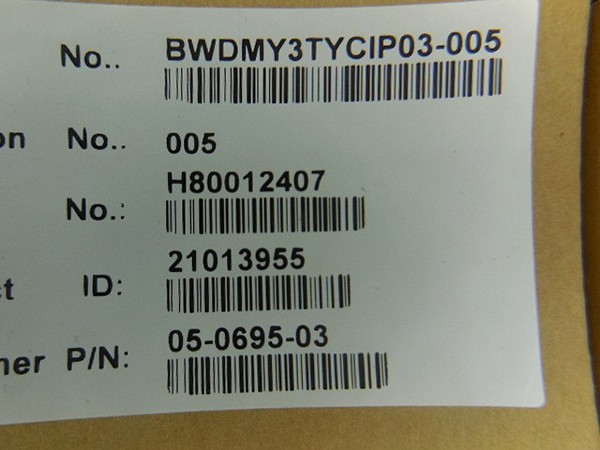 No.. BWDMY3TYCIP03-005
on No.. 005
No.: H80012407
ct ID: 21013955
ner P/N: 05-0695-03